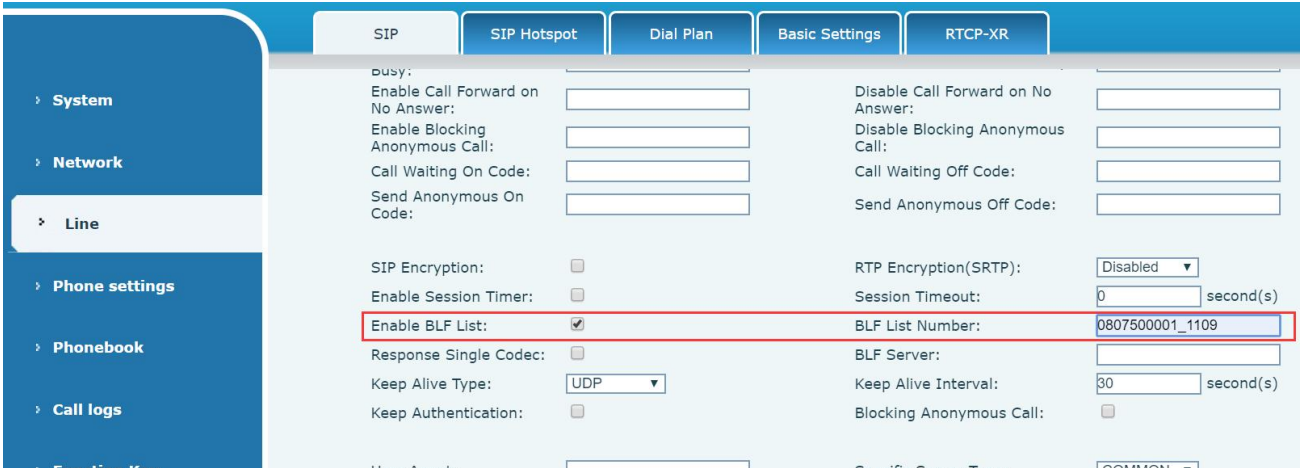 SIP SIP Hotspot Dial Plan Basic Settings RTCP-XR
System
Network
Line
Phone settings
Phonebook
Call logs
Busy:
Enable Call Forward on
No Answer:
Disable Call Forward on No
Answer:
Enable Blocking
Anonymous Call:
Disable Blocking Anonymous
Call:
Call Waiting On Code:
Call Waiting Off Code:
Send Anonymous On
Code:
Send Anonymous Off Code:
SIP Encryption:
RTP Encryption(SRTP): Disabled
Enable Session Timer:
Session Timeout: 0 second(s)
Enable BLF List:
BLF List Number: 0807500001_1109
Response Single Codec:
BLF Server:
Keep Alive Type: UDP
Keep Alive Interval: 30 second(s)
Keep Authentication:
Blocking Anonymous Call:
COMMON